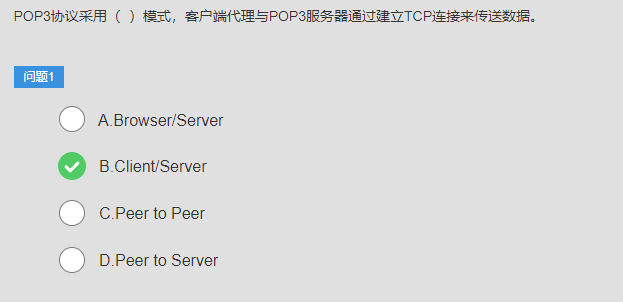 POP3协议采用（ ）模式，客户端代理与POP3服务器通过建立TCP连接来传送数据。
问题1
A.Browser/Server
B.Client/Server
C.Peer to Peer
D.Peer to Server